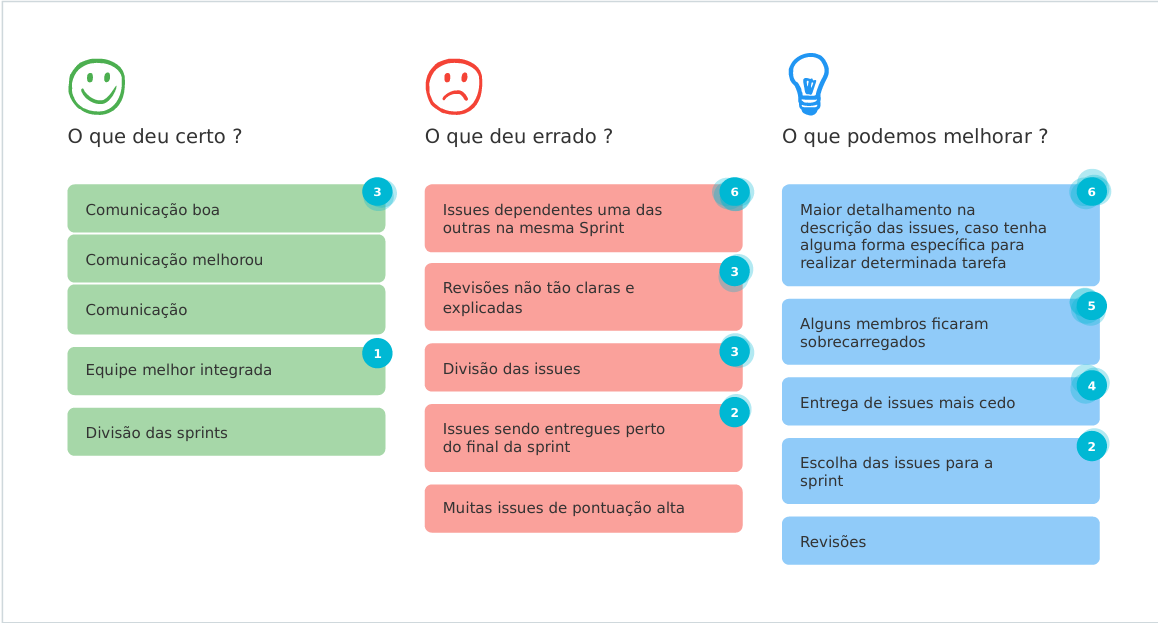 O que deu certo ?
3
Comunicação boa
Comunicação melhorou
Comunicação
1
Equipe melhor integrada
Divisão das sprints
O que deu errado ?
6
Issues dependentes uma das
outras na mesma Sprint
3
Revisões não tão claras e
explicadas
3
Divisão das issues
2
Issues sendo entregues perto
do final da sprint
Muitas issues de pontuação alta
O que podemos melhorar ?
6
Maior detalhamento na
descrição das issues, caso tenha
alguma forma específica para
realizar determinada tarefa
5
Alguns membros ficaram
sobrecarregados
4
Entrega de issues mais cedo
2
Escolha das issues para a
sprint
Revisões